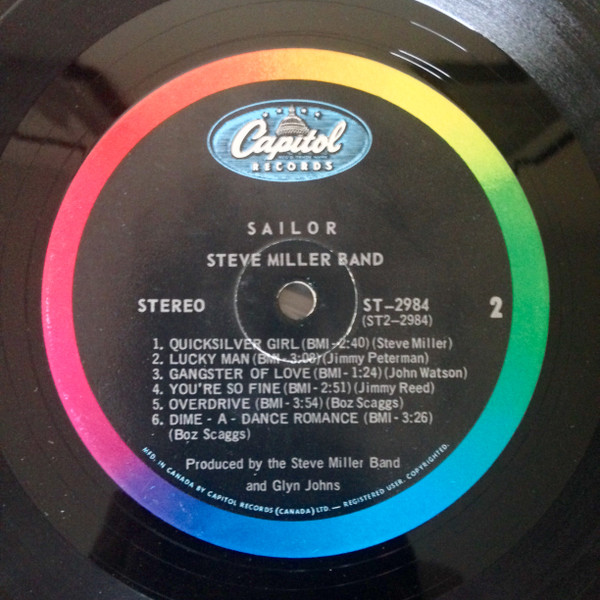 Capitol
RECORDS
SAILOR
STEVE MILLER BAND
STEREO
ST-2984
(ST2-2984)
2
1. QUICKSILVER GIRL (BMI-2:40) (Steve Miller)
2. LUCKY MAN (BMI-3:08) (Jimmy Peterman)
3. GANGSTER OF LOVE (BMI-1:24) (John Watson)
4. YOU'RE SO FINE (BMI-2:51) (Jimmy Reed)
5. OVERDRIVE (BMI-3:54) (Boz Scaggs)
6. DIME-A-DANCE ROMANCE (BMI-3:26)
(Boz Scaggs)
Produced by the Steve Miller Band
and Glyn Johns
MFD. IN CANADA BY CAPITOL RECORDS (CANADA) LTD. — REGISTERED USER. COPYRIGHTED.